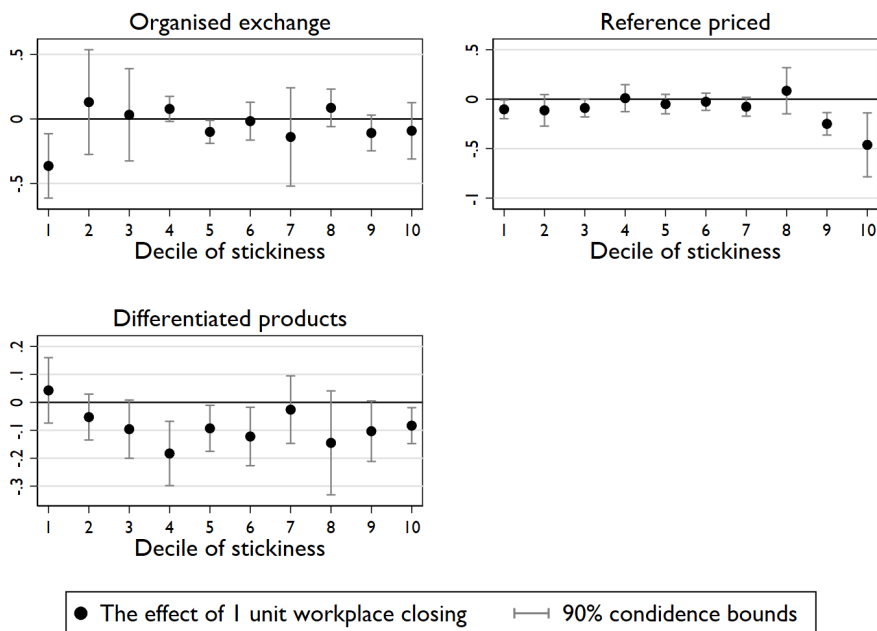 Organised exchange
.5
0
-.5
1 2 3 4 5 6 7 8 9 10
Decile of stickiness
Reference priced
.5
0
-.5
-1
1 2 3 4 5 6 7 8 9 10
Decile of stickiness
Differentiated products
.2
.1
0
-.1
-.2
-.3
1 2 3 4 5 6 7 8 9 10
Decile of stickiness
The effect of 1 unit workplace closing
90% condidence bounds